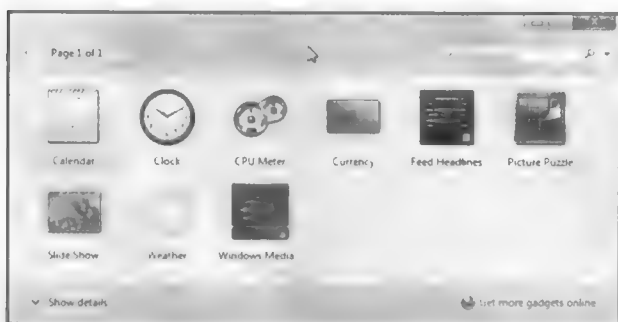 Page 1 of 1
Calendar Clock CPU Meter Currency Feed Headlines Picture Puzzle
Slide Show Weather Windows Media
Show details Get more gadgets online